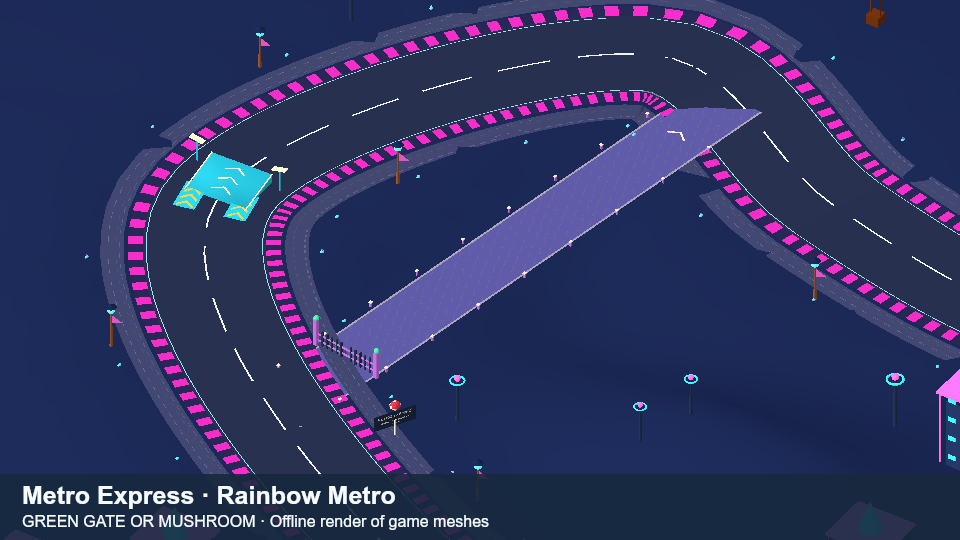 Metro Express · Rainbow Metro
GREEN GATE OR MUSHROOM · Offline render of game meshes